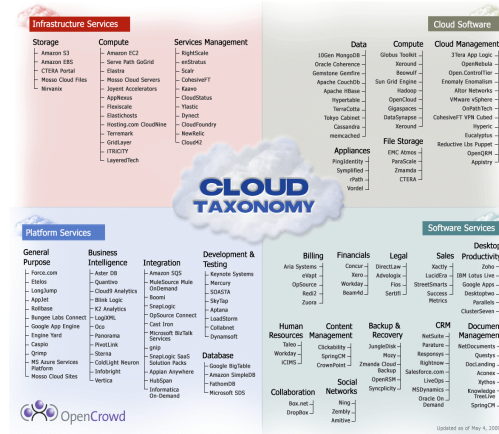 Infrastructure Services
Storage
Amazon S3
Amazon EBS
CTERA Portal
Mosso Cloud Files
Nirvanix
Compute
Amazon EC2
Serve Path GoGrid
Elastra
Mosso Cloud Servers
Joyent Accelerators
AppNexus
Flexiscale
Elastichosts
Hosting.com CloudNine
Terremark
GridLayer
ITRICITY
LayeredTech
Services Management
RightScale
enStratus
Scalr
CohesiveFT
Kaavo
CloudStatus
Ylastic
Dynect
CloudFoundry
NewRelic
Cloud42
Cloud Software
Data
10Gen MongoDB
Oracle Coherence
Gemstone Gemfire
Apache CouchDb
Apache HBase
Hypertable
TerraCotta
Tokyo Cabinet
Cassandra
memcached
Compute
Globus Toolkit
Xeround
Beowulf
Sun Grid Engine
Hadoop
OpenCloud
Gigaspaces
DataSynapse
Xeround
Cloud Management
3Tera App Logic
OpenNebula
Open.ControlTier
Enomaly Enomalism
Altor Networks
VMware vSphere
OnPathTech
CohesiveFT VPN Cubed
Hyperic
Eucalyptus
Reductive Lbs Puppet
OpenQRM
Appistry
Appliances
PingIdentity
Symplified
rPath
Vordel
File Storage
EMC Atmos
ParaScale
Zmanda
CTERA
CLOUD
TAXONOMY
Platform Services
General
Purpose
Force.com
Etelos
LongJump
AppJet
Rollbase
Bungee Labs Connect
Google App Engine
Engine Yard
Caspio
Qrimp
MS Azure Services
Platform
Mosso Cloud Sites
Business
Intelligence
Aster DB
Quantivo
Cloud9 Analytics
Blink Logic
K2 Analytics
LogiXML
Oco
Panorama
PivotLink
Sterna
ColdLight Neuron
Infobright
Vertica
Integration
Amazon SQS
MuleSource Mule
OnDemand
Boomi
SnapLogic
OpSource Connect
Cast Iron
Microsoft BizTalk
Services
gnip
SnapLogic SaaS
Solution Packs
Appian Anywhere
HubSpan
Informatica
On-Demand
Development &
Testing
Keynote Systems
Mercury
SOASTA
SkyTap
Aptana
LoadStorm
Collabnet
Dynamsoft
Database
Google BigTable
Amazon SimpleDB
FathomDB
Microsoft SDS
Software Services
Billing
Aria Systems
eVapt
OpSource
Redi2
Zuora
Financials
Concur
Xero
Workday
Beam4d
Legal
DirectLaw
Advologix
Fios
Sertifi
Sales
Xactly
LucidEra
StreetSmarts
Success
Metrics
Desktop
Productivity
Zoho
IBM Lotus Live
Google Apps
Desktoptwo
Parallels
ClusterSeven
Human
Resources
Taleo
Workday
iCIMS
Content
Management
Clickability
SpringCM
CrownPoint
Backup &
Recovery
JungleDisk
Mozy
Zmanda Cloud
Backup
OpenRSM
Syncplicity
CRM
NetSuite
Parature
Responsys
Rightnow
Salesforce.com
LiveOps
MSDynamics
Oracle On
Demand
Document
Management
NetDocuments
Questys
DocLanding
Aconex
Xythos
Knowledge
TreeLive
SpringCM
Collaboration
Box.net
DropBox
Social
Networks
Ning
Zembly
Amitive
OpenCrowd
Updated as of May 4, 200